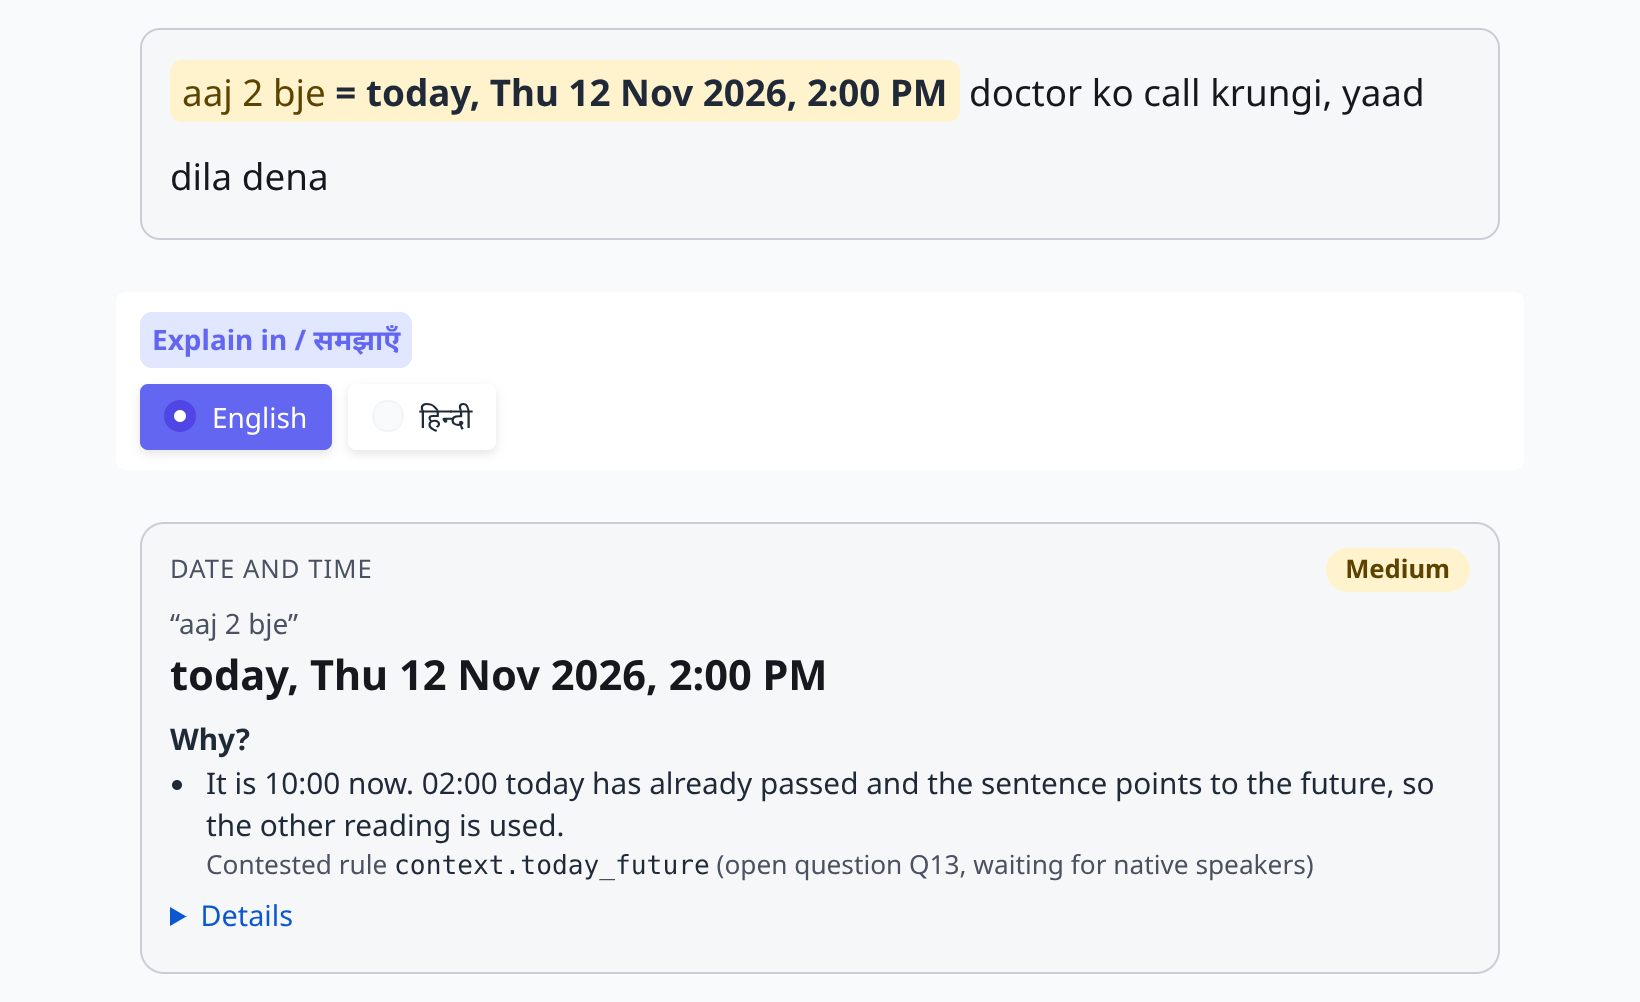 aaj 2 bje = today, Thu 12 Nov 2026, 2:00 PM doctor ko call krungi, yaad
dila dena
Explain in / समझाएँ
English हिन्दी
DATE AND TIME Medium
“aaj 2 bje”
today, Thu 12 Nov 2026, 2:00 PM
Why?
• It is 10:00 now. 02:00 today has already passed and the sentence points to the future, so
the other reading is used.
Contested rule context.today_future (open question Q13, waiting for native speakers)
▶ Details